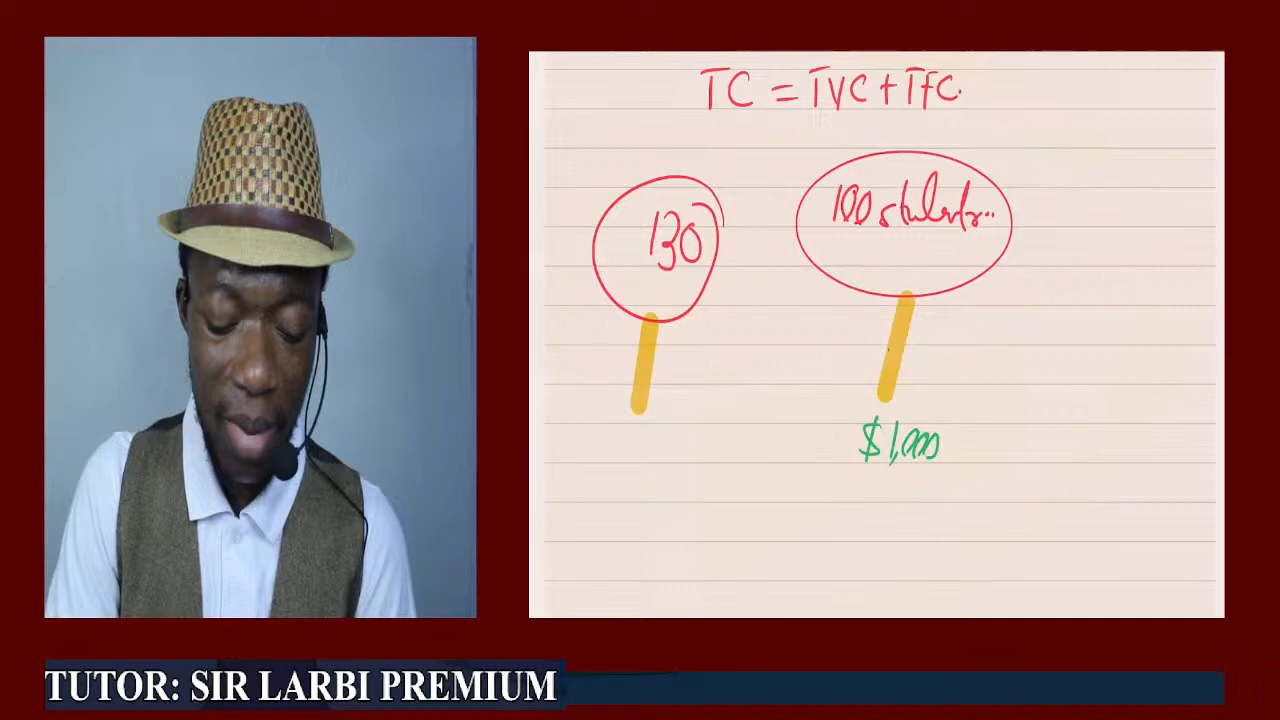 TC = TVC + TFC.
130
100 students..
$1,000
TUTOR: SIR LARBI PREMIUM